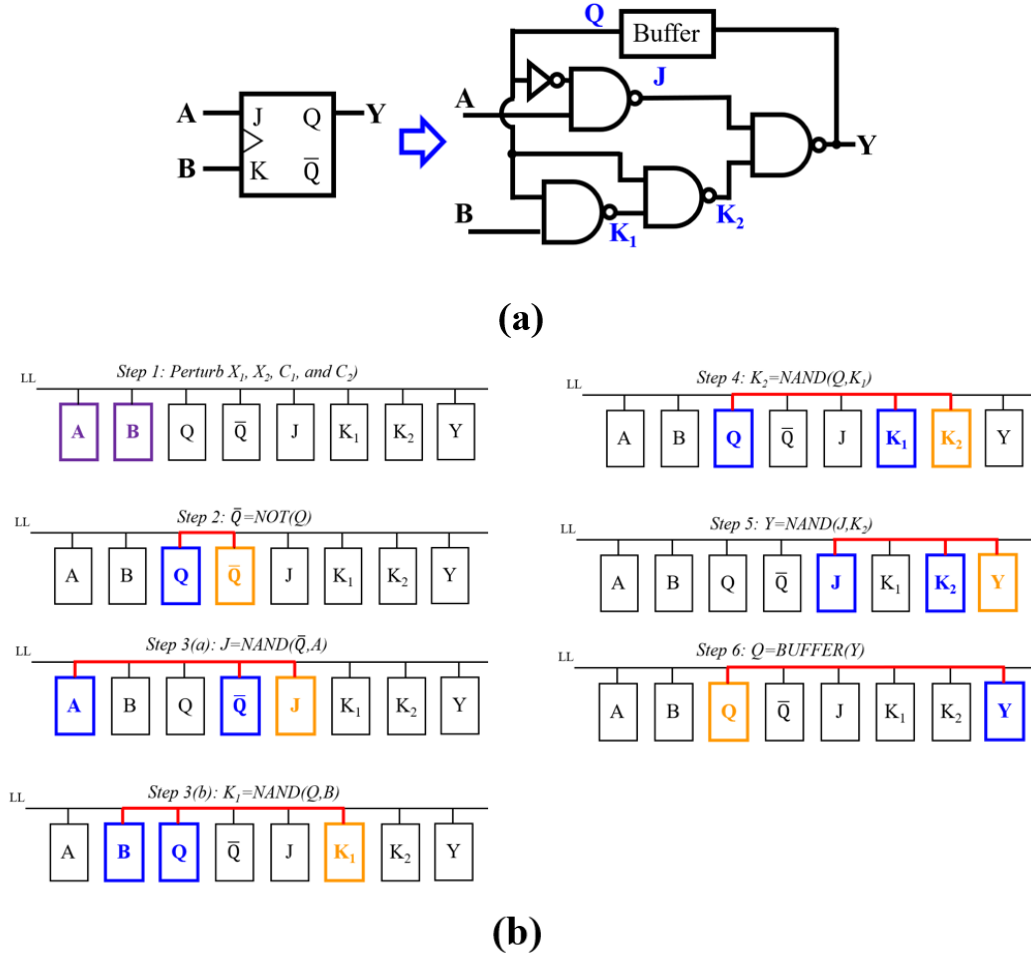 Q
Buffer
J
A
A
J Q
Y
Y
B
K Q̅
B
K₁
K₂
(a)
Step 1: Perturb X₁, X₂, C₁, and C₂)
LL
A B Q Q̅ J K₁ K₂ Y
Step 2: Q̅=NOT(Q)
LL
A B Q Q̅ J K₁ K₂ Y
Step 3(a): J=NAND(Q̅,A)
LL
A B Q Q̅ J K₁ K₂ Y
Step 3(b): K₁=NAND(Q,B)
LL
A B Q Q̅ J K₁ K₂ Y
Step 4: K₂=NAND(Q,K₁)
LL
A B Q Q̅ J K₁ K₂ Y
Step 5: Y=NAND(J,K₂)
LL
A B Q Q̅ J K₁ K₂ Y
Step 6: Q=BUFFER(Y)
LL
A B Q Q̅ J K₁ K₂ Y
(b)